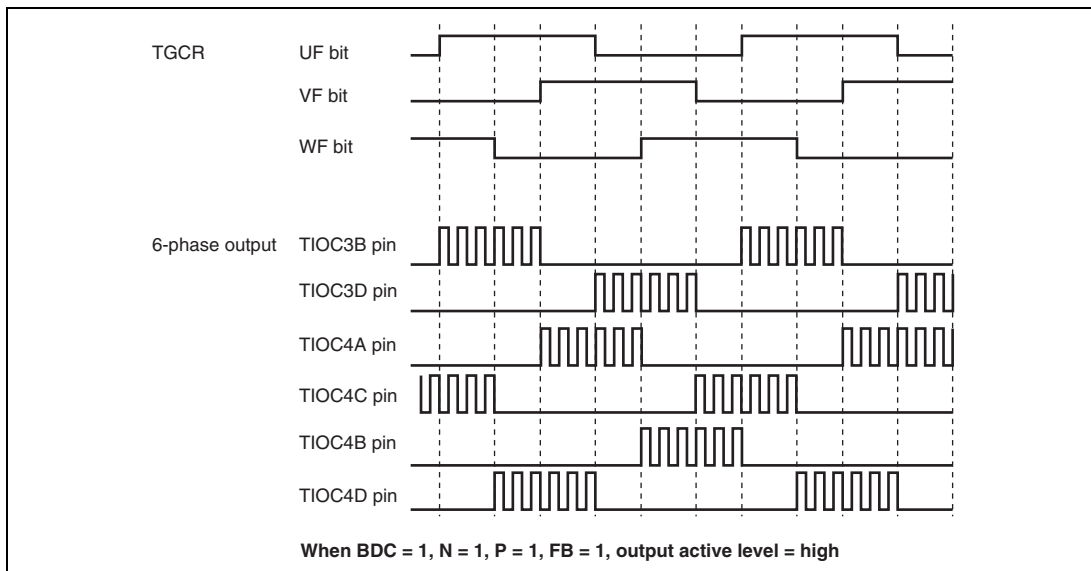 TGCR UF bit
VF bit
WF bit
6-phase output TIOC3B pin
TIOC3D pin
TIOC4A pin
TIOC4C pin
TIOC4B pin
TIOC4D pin
When BDC = 1, N = 1, P = 1, FB = 1, output active level = high